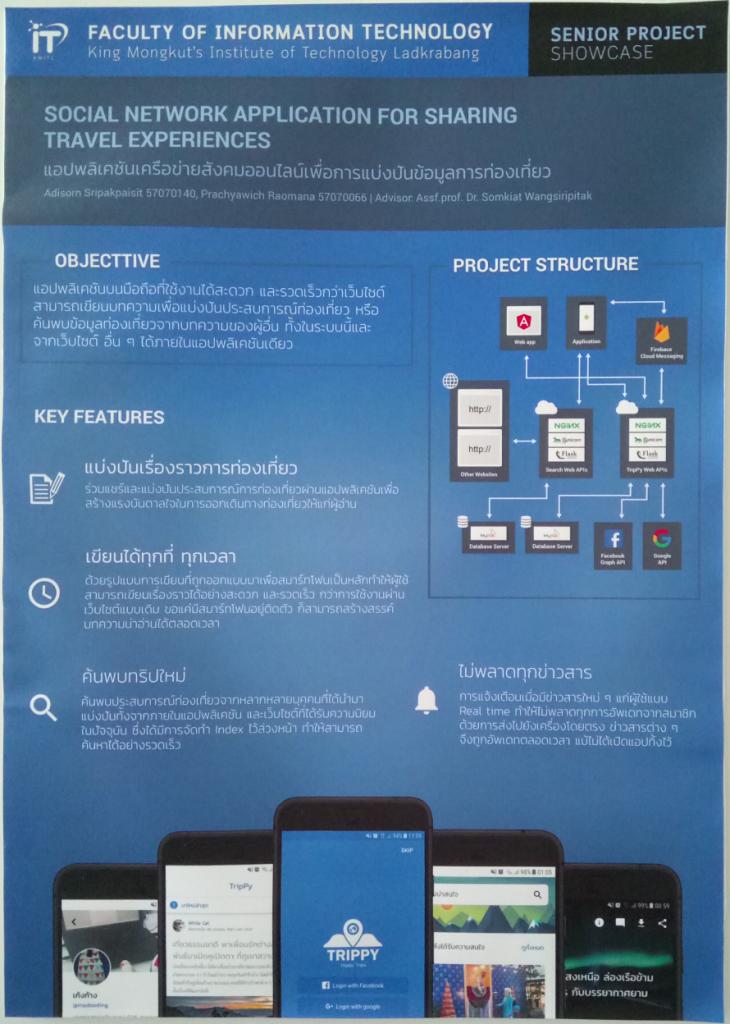 iT
KMITL
FACULTY OF INFORMATION TECHNOLOGY
King Mongkut's Institute of Technology Ladkrabang
SENIOR PROJECT
SHOWCASE
SOCIAL NETWORK APPLICATION FOR SHARING
TRAVEL EXPERIENCES
แอปพลิเคชันเครือข่ายสังคมออนไลน์เพื่อการแบ่งปันข้อมูลการท่องเที่ยว
Adisorn Sripakpaisit 57070140, Prachyawich Raomana 57070066 | Advisor: Assf.prof. Dr. Somkiat Wangsiripitak
OBJECTTIVE
แอปพลิเคชันบนมือถือที่ใช้งานได้สะดวก และรวดเร็วกว่าเว็บไซต์
สามารถเขียนบทความเพื่อแบ่งปันประสบการณ์ท่องเที่ยว หรือ
ค้นพบข้อมูลท่องเที่ยวจากบทความของผู้อื่น ทั้งในระบบนี้และ
จากเว็บไซต์ อื่น ๆ ได้ภายในแอปพลิเคชันเดียว
PROJECT STRUCTURE
Web app
Application
Firebase
Cloud Messaging
http://
http://
Other Websites
NGINX
gunicorn
Flask
Search Web APIs
NGINX
gunicorn
Flask
TripPy Web APIs
MySQL
Database Server
MySQL
Database Server
Facebook
Graph API
Google
API
KEY FEATURES
แบ่งปันเรื่องราวการท่องเที่ยว
ร่วมแชร์และแบ่งปันประสบการณ์การท่องเที่ยวผ่านแอปพลิเคชันเพื่อ
สร้างแรงบันดาลใจในการออกเดินทางท่องเที่ยวให้แก่ผู้อ่าน
เขียนได้ทุกที่ ทุกเวลา
ด้วยรูปแบบการเขียนที่ถูกออกแบบมาเพื่อสมาร์ทโฟนเป็นหลักทำให้ผู้ใช้
สามารถเขียนเรื่องราวได้อย่างสะดวก และรวดเร็ว กว่าการใช้งานผ่าน
เว็บไซต์แบบเดิม ขอแค่มีสมาร์ทโฟนอยู่ติดตัว ก็สามารถสร้างสรรค์
บทความน่าอ่านได้ตลอดเวลา
ค้นพบทริปใหม่
ค้นพบประสบการณ์ท่องเที่ยวจากหลากหลายบุคคนที่ได้นำมา
แบ่งปันทั้งจากภายในแอปพลิเคชัน และเว็บไซต์ที่ได้รับความนิยม
ในปัจจุบัน ซึ่งได้มีการจัดทำ Index ไว้ล่วงหน้า ทำให้สามารถ
ค้นหาได้อย่างรวดเร็ว
ไม่พลาดทุกข่าวสาร
การแจ้งเตือนเมื่อมีข่าวสารใหม่ ๆ แก่ผู้ใช้แบบ
Real time ทำให้ไม่พลาดทุกการอัพเดทจากสมาชิก
ด้วยการส่งไปยังเครื่องโดยตรง ข่าวสารต่าง ๆ
จึงถูกอัพเดทตลอดเวลา แม้ไม่ได้เปิดแอปทิ้งไว้
เก้งก้าง
TripPy
White Cat
SKIP
TRIPPY
Login with Facebook
G+ Login with google
98% 01:05
น่าสนใจ
ได้รับความสนใจ
ดูทั้งหมด
99% 00:59
สงเหนือ ล่องเรือข้าม
กับบรรยากาศยาม